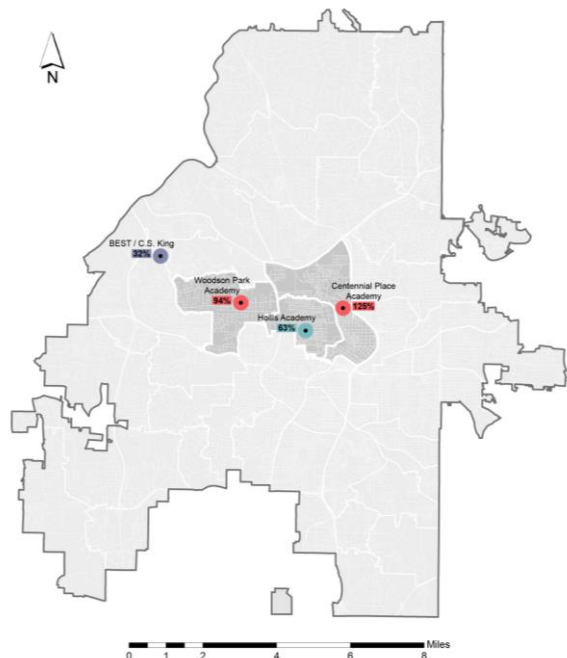 N
BEST / C.S. King
32%
Woodson Park
Academy
94%
Centennial Place
Academy
125%
Hollis Academy
63%
Miles
0 1 2 4 6 8